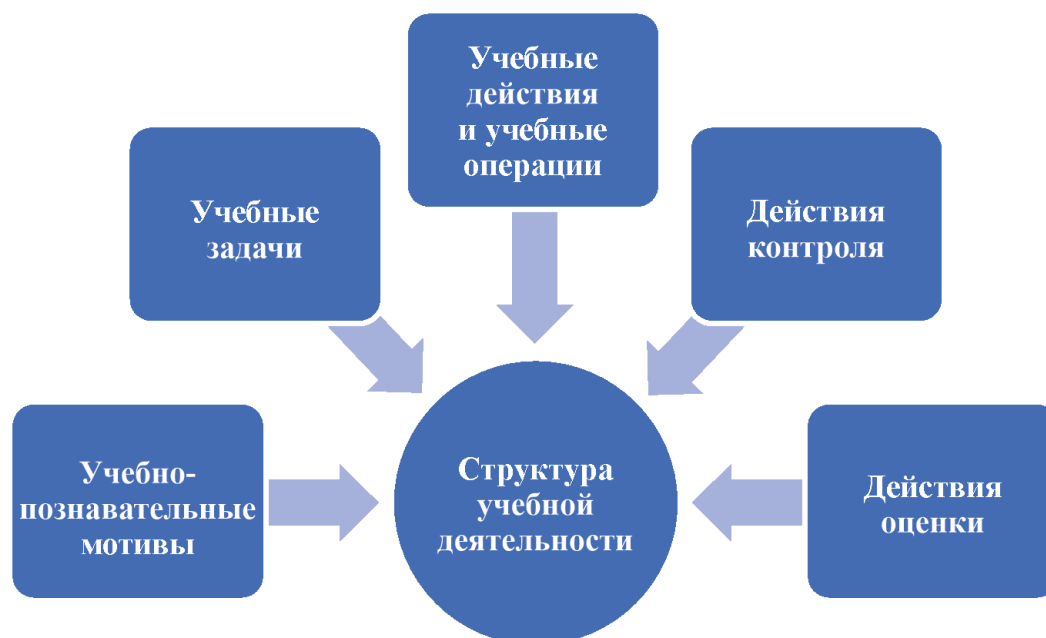 Учебные
действия
и учебные
операции
Учебные
задачи
Действия
контроля
Учебно-
познавательные
мотивы
Структура
учебной
деятельности
Действия
оценки